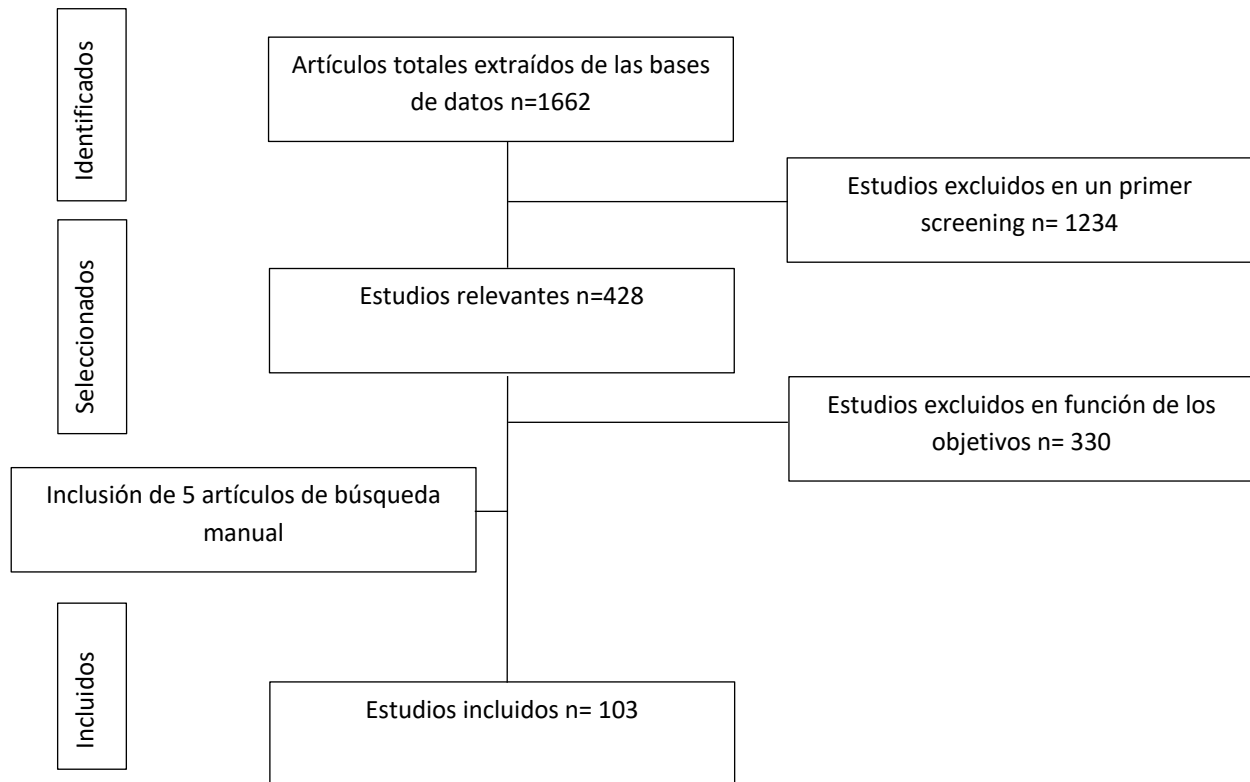 Identificados
Artículos totales extraídos de las bases
de datos n=1662
Estudios excluidos en un primer
screening n= 1234
Seleccionados
Estudios relevantes n=428
Estudios excluidos en función de los
objetivos n= 330
Inclusión de 5 artículos de búsqueda
manual
Incluidos
Estudios incluidos n= 103